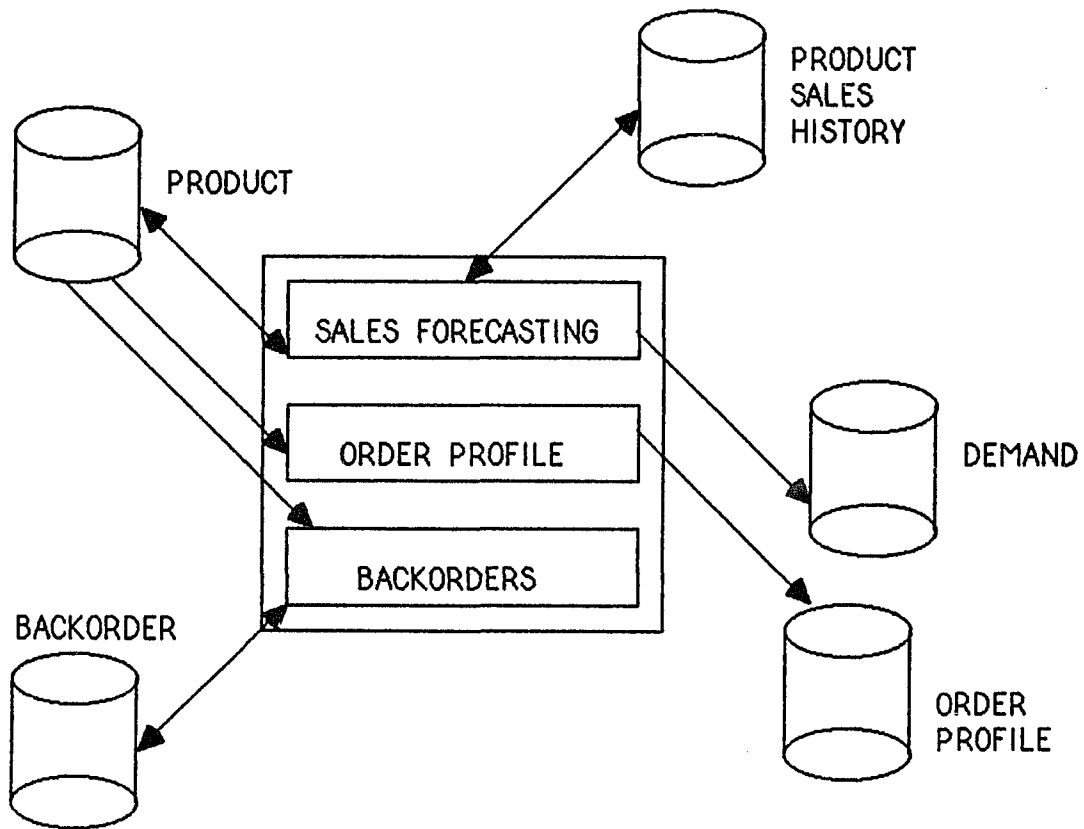 PRODUCT
SALES
HISTORY
PRODUCT
SALES FORECASTING
ORDER PROFILE
DEMAND
BACKORDERS
BACKORDER
ORDER
PROFILE